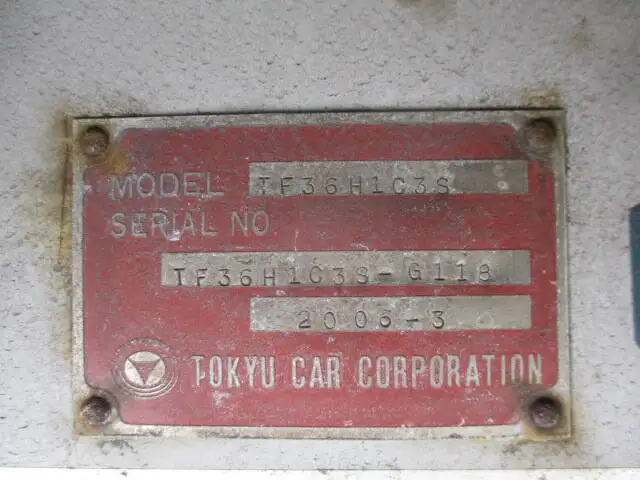 MODEL TF36H1C3S
SERIAL NO
TF36H1C3S-G118
2006-3
TOKYU CAR CORPORATION